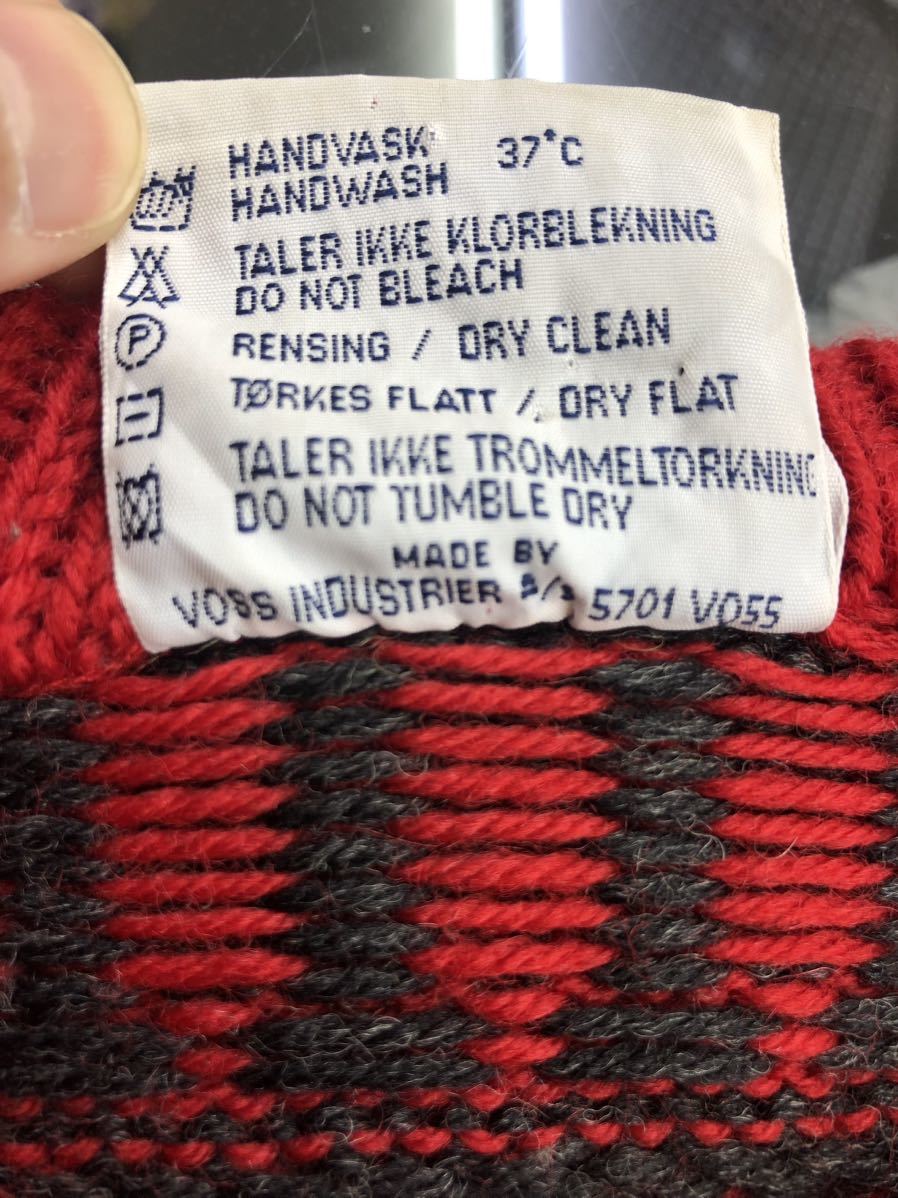 HANDVASK 37°C
HANDWASH
TALER IKKE KLORBLEKNING
DO NOT BLEACH
P RENSING / DRY CLEAN
TØRKES FLATT / DRY FLAT
TALER IKKE TROMMELTORKNING
DO NOT TUMBLE DRY
MADE BY
VOSS INDUSTRIER 5701 VOSS